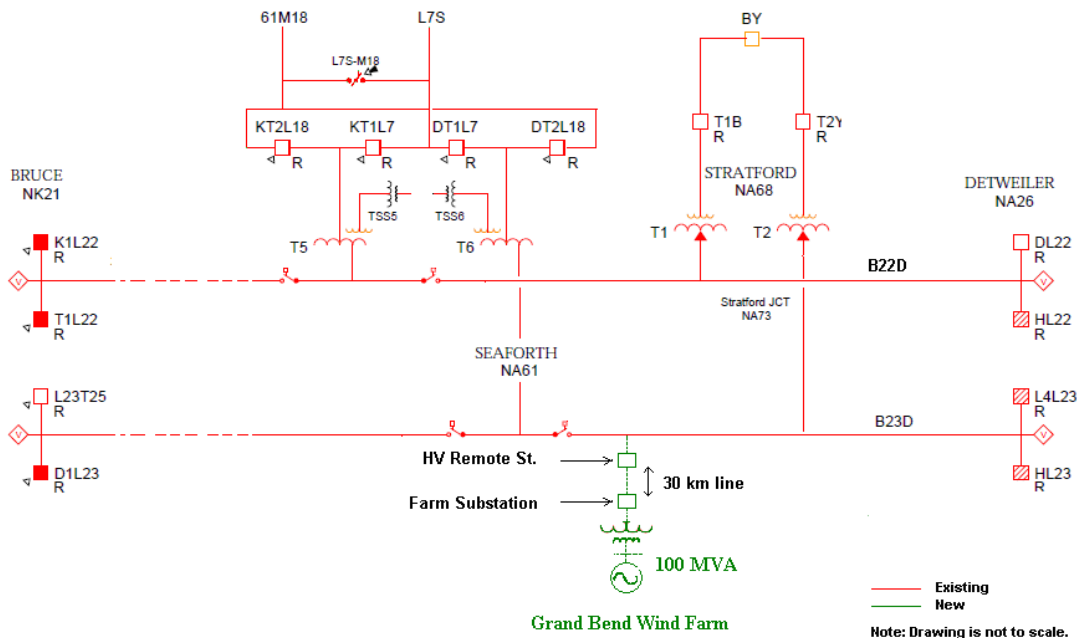 61M18
L7S
BY
L7S-M18
KT2L18
R
KT1L7
R
DT1L7
R
DT2L18
R
T1B
R
T2Y
R
BRUCE
NK21
STRATFORD
NA68
DETWEILER
NA26
TSS5
TSS6
T5
T6
T1
T2
K1L22
R
DL22
R
B22D
V
V
T1L22
R
Stratford JCT
NA73
HL22
R
SEAFORTH
NA61
L23T25
R
L4L23
R
B23D
V
V
D1L23
R
HL23
R
HV Remote St.
30 km line
Farm Substation
100 MVA
Grand Bend Wind Farm
Existing
New
Note: Drawing is not to scale.